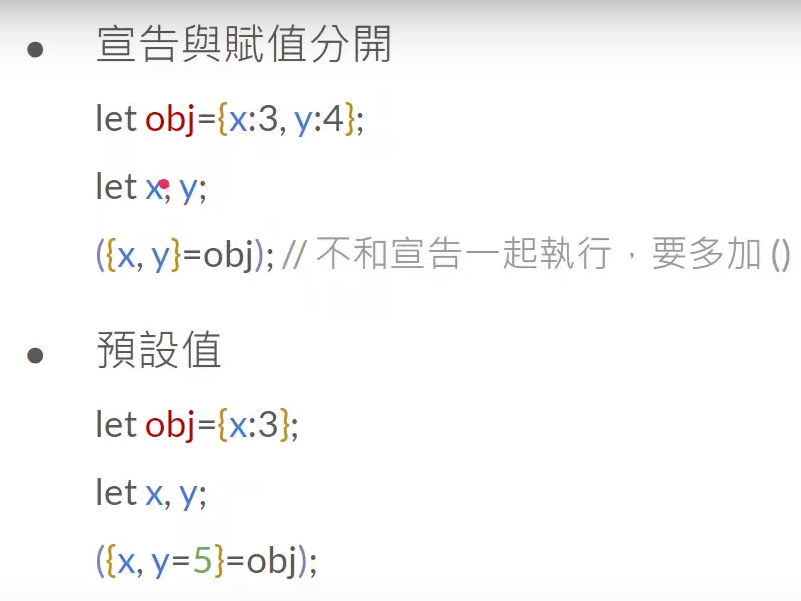 宣告與賦值分開
let obj={x:3, y:4};
let x, y;
({x, y}=obj); // 不和宣告一起執行，要多加 ()
預設值
let obj={x:3};
let x, y;
({x, y=5}=obj);